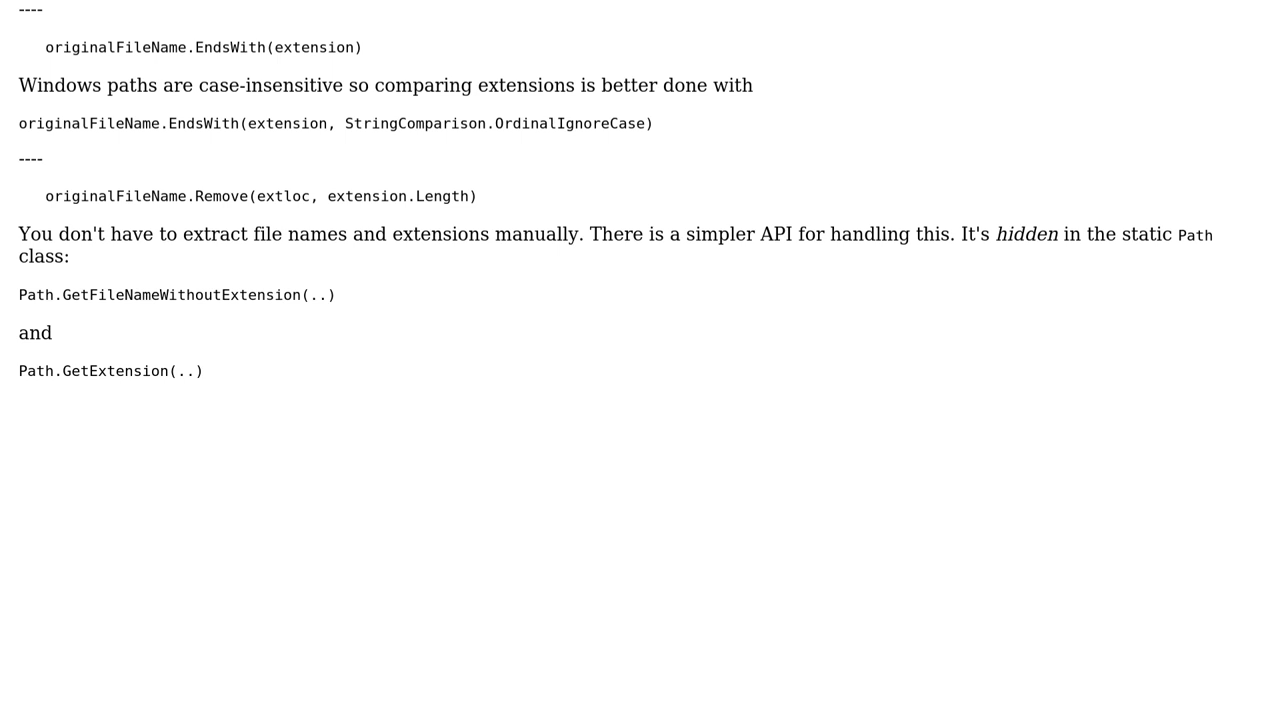 ----
originalFileName.EndsWith(extension)
Windows paths are case-insensitive so comparing extensions is better done with
originalFileName.EndsWith(extension, StringComparison.OrdinalIgnoreCase)
----
originalFileName.Remove(extloc, extension.Length)
You don't have to extract file names and extensions manually. There is a simpler API for handling this. It's hidden in the static Path
class:
Path.GetFileNameWithoutExtension(..)
and
Path.GetExtension(..)